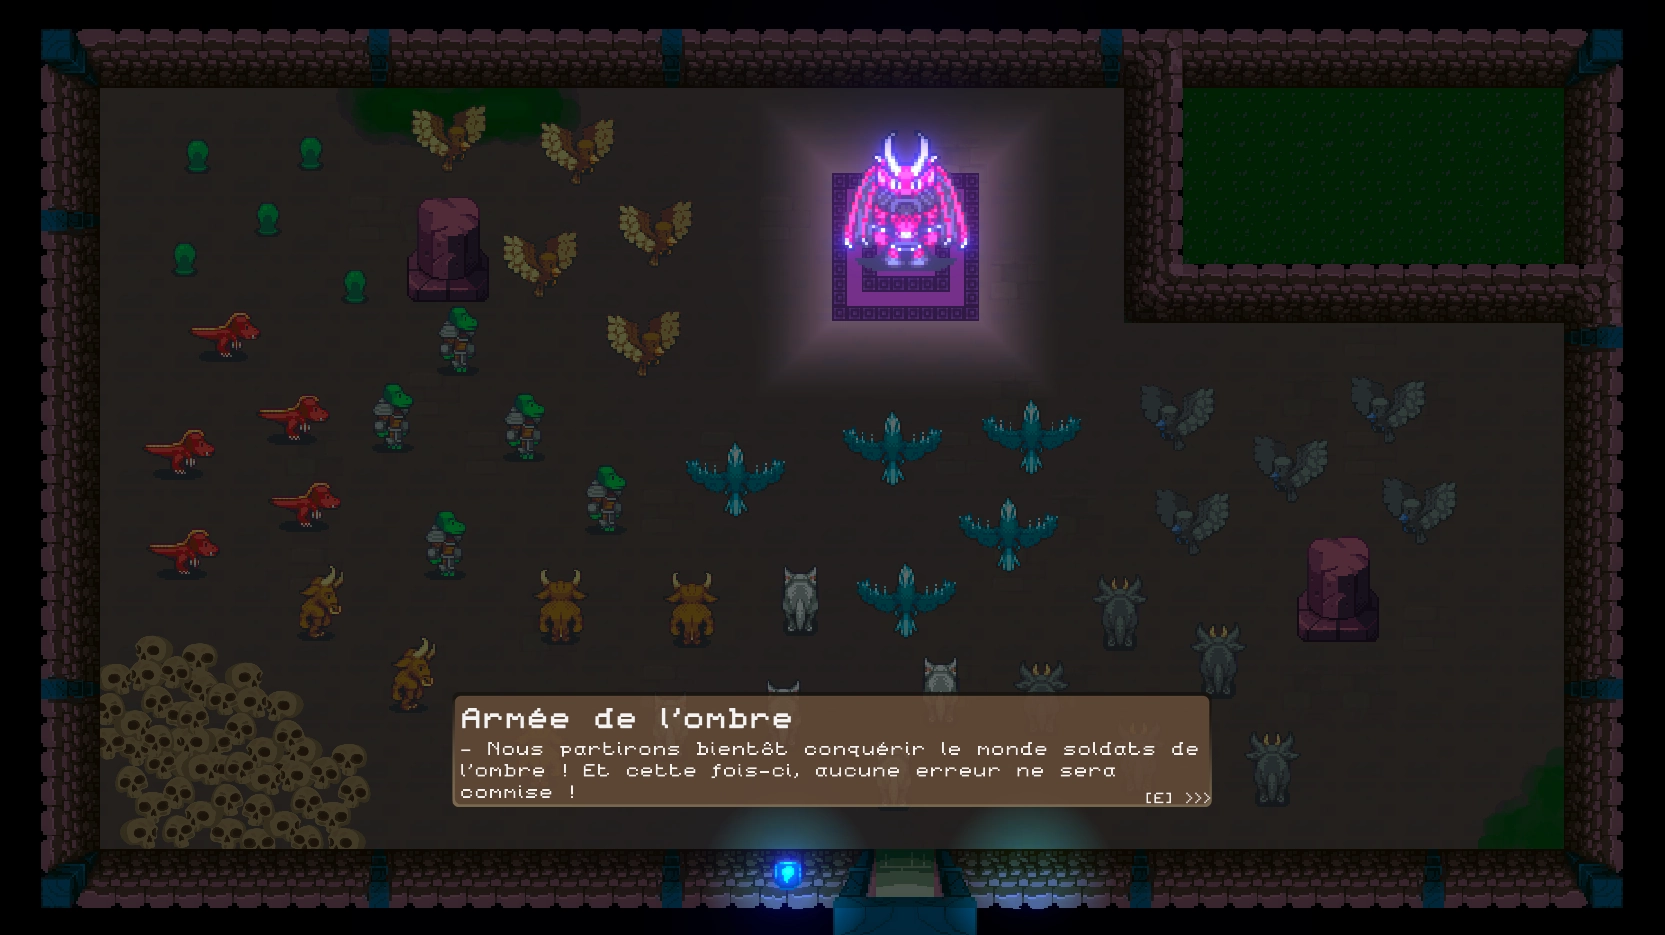 Armée de l'ombre
- Nous partirons bientôt conquérir le monde soldats de
l'ombre ! Et cette fois-ci, aucune erreur ne sera
commise !
[E] >>>